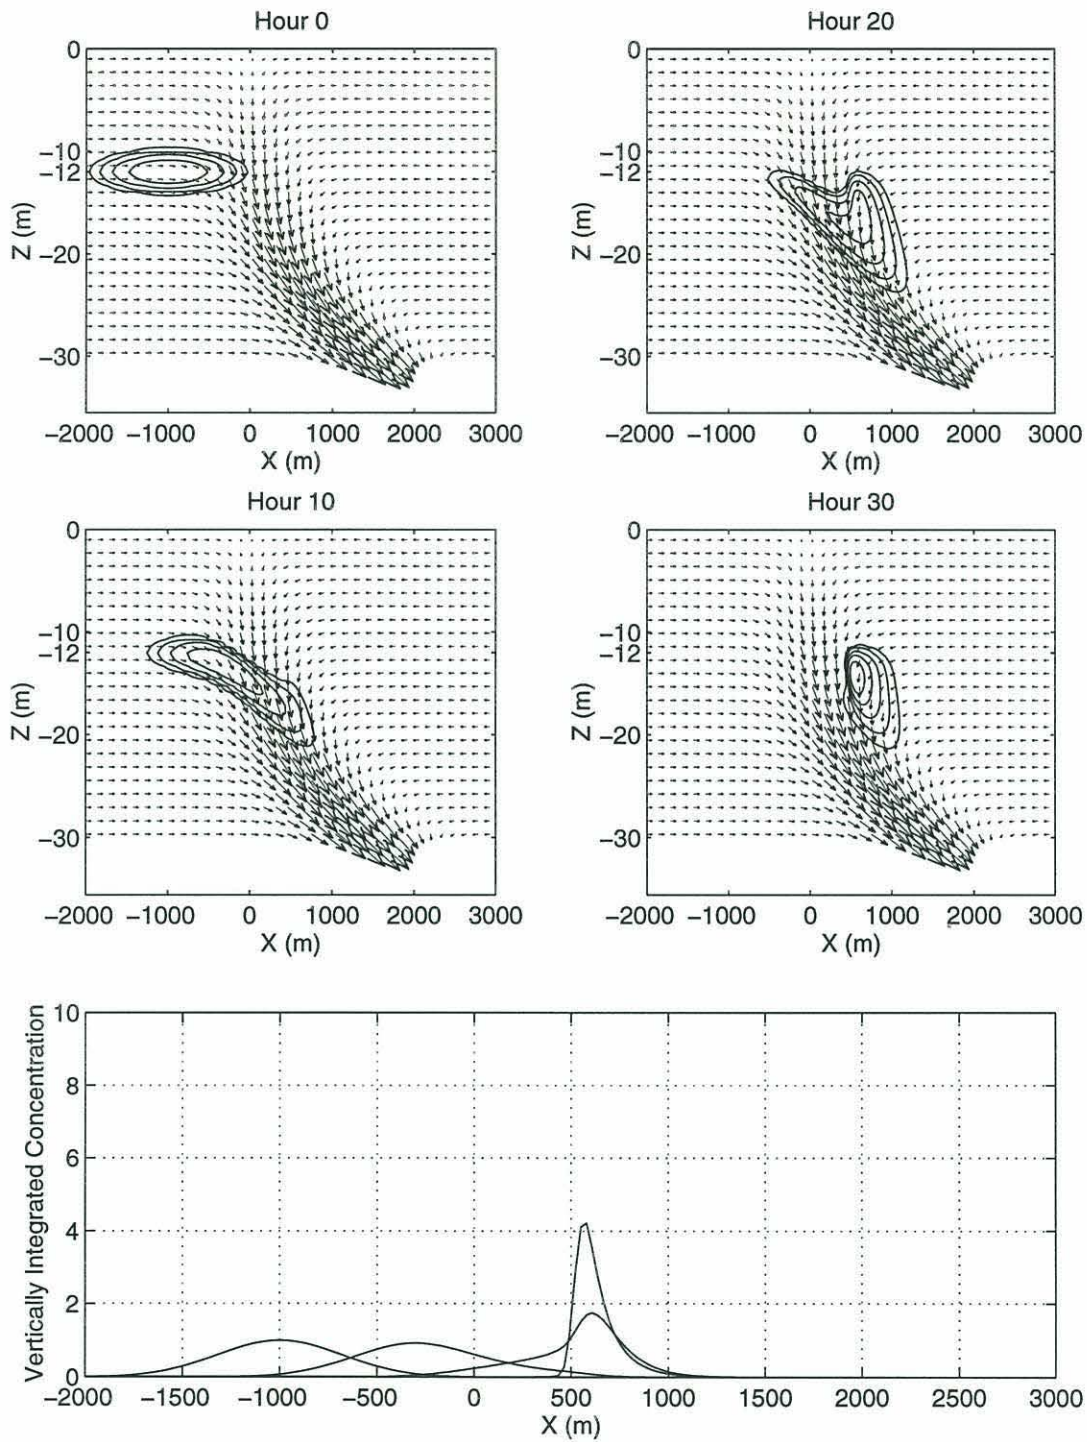 Hour 0
0
−10
−12
−20
−30
Z (m)
−2000 −1000 0 1000 2000 3000
X (m)
Hour 20
0
−10
−12
−20
−30
Z (m)
−2000 −1000 0 1000 2000 3000
X (m)
Hour 10
0
−10
−12
−20
−30
Z (m)
−2000 −1000 0 1000 2000 3000
X (m)
Hour 30
0
−10
−12
−20
−30
Z (m)
−2000 −1000 0 1000 2000 3000
X (m)
Vertically Integrated Concentration
10
8
6
4
2
0
−2000 −1500 −1000 −500 0 500 1000 1500 2000 2500 3000
X (m)